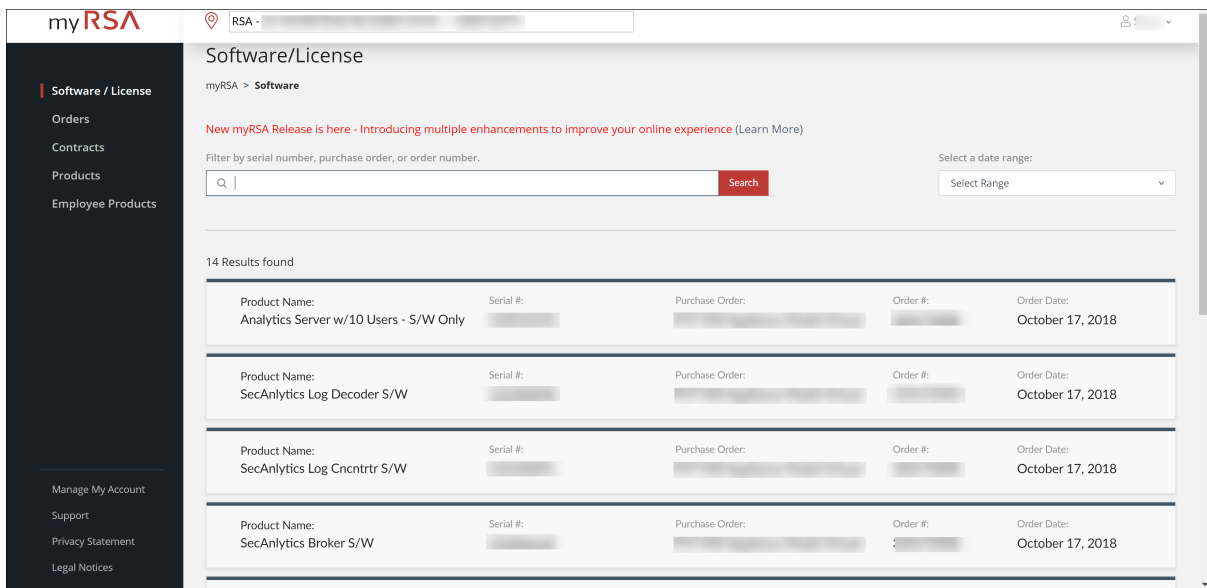 myRSA
RSA -
Software/License
myRSA > Software
Software / License
Orders
Contracts
Products
Employee Products
New myRSA Release is here - Introducing multiple enhancements to improve your online experience (Learn More)
Filter by serial number, purchase order, or order number.
Select a date range:
Search
Select Range
14 Results found
Product Name: Serial #: Purchase Order: Order #: Order Date:
Analytics Server w/10 Users - S/W Only October 17, 2018
Product Name: Serial #: Purchase Order: Order #: Order Date:
SecAnlytics Log Decoder S/W October 17, 2018
Product Name: Serial #: Purchase Order: Order #: Order Date:
SecAnlytics Log Cncntrtr S/W October 17, 2018
Product Name: Serial #: Purchase Order: Order #: Order Date:
SecAnlytics Broker S/W October 17, 2018
Manage My Account
Support
Privacy Statement
Legal Notices